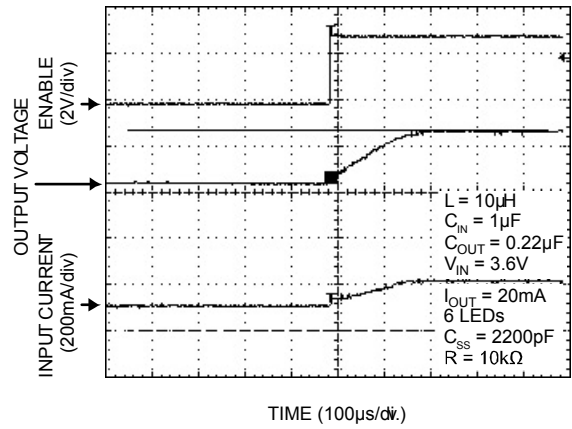 ENABLE
(2V/div)
OUTPUT VOLTAGE
INPUT CURRENT
(200mA/div)
L = 10µH
C_IN = 1µF
C_OUT = 0.22µF
V_IN = 3.6V
I_OUT = 20mA
6 LEDs
C_SS = 2200pF
R = 10kΩ
TIME (100µs/div.)